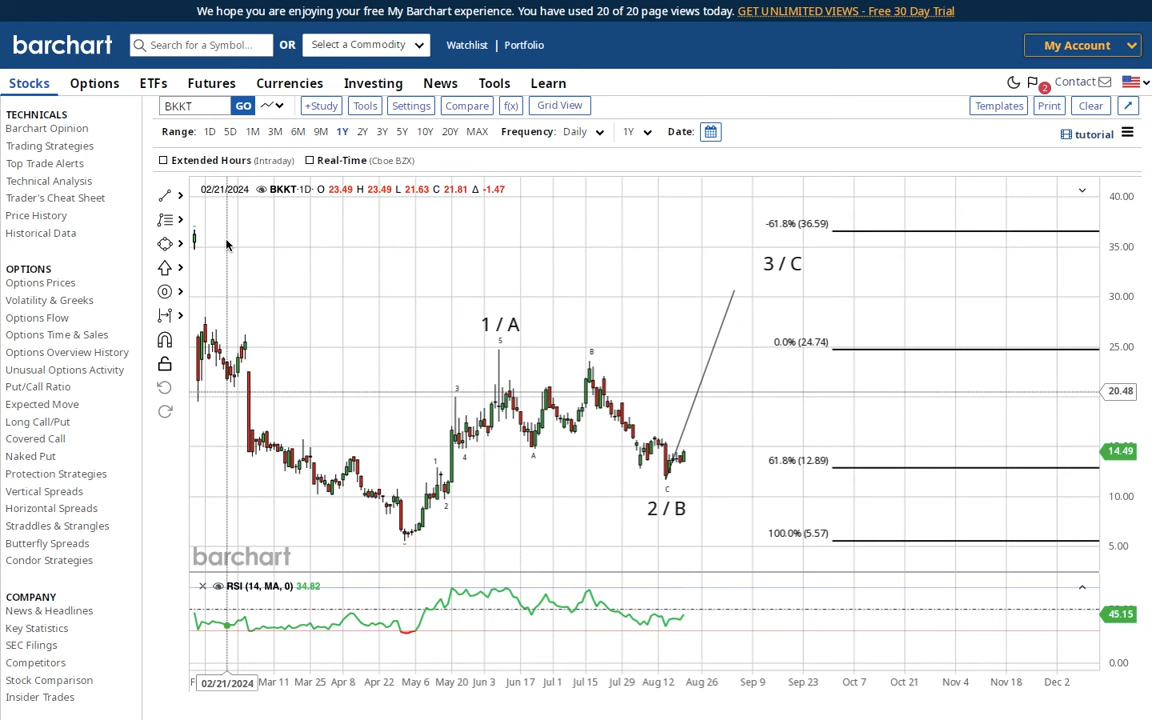 We hope you are enjoying your free My Barchart experience. You have used 20 of 20 page views today. GET UNLIMITED VIEWS - Free 30 Day Trial
barchart Search for a Symbol... OR Select a Commodity Watchlist | Portfolio My Account
Stocks Options ETFs Futures Currencies Investing News Tools Learn 2 Contact
TECHNICALS
Barchart Opinion
Trading Strategies
Top Trade Alerts
Technical Analysis
Trader's Cheat Sheet
Price History
Historical Data
OPTIONS
Options Prices
Volatility & Greeks
Options Flow
Options Time & Sales
Options Overview History
Unusual Options Activity
Put/Call Ratio
Expected Move
Long Call/Put
Covered Call
Naked Put
Protection Strategies
Vertical Spreads
Horizontal Spreads
Straddles & Strangles
Butterfly Spreads
Condor Strategies
COMPANY
News & Headlines
Key Statistics
SEC Filings
Competitors
Stock Comparison
Insider Trades
BKKT GO +Study Tools Settings Compare f(x) Grid View Templates Print Clear
Range: 1D 5D 1M 3M 6M 9M 1Y 2Y 3Y 5Y 10Y 20Y MAX Frequency: Daily 1Y Date: tutorial
Extended Hours (Intraday) Real-Time (Cboe BZX)
02/21/2024 BKKT·1D· O 23.49 H 23.49 L 21.63 C 21.81 Δ -1.47
40.00
-61.8% (36.59)
35.00
3 / C
30.00
1 / A
5
0.0% (24.74)
25.00
B
3
20.48
1
4
A
14.49
61.8% (12.89)
C
2
10.00
2 / B
100.0% (5.57)
5.00
barchart
RSI (14, MA, 0) 34.82
45.15
0.00
02/21/2024 Mar 11 Mar 25 Apr 8 Apr 22 May 6 May 20 Jun 3 Jun 17 Jul 1 Jul 15 Jul 29 Aug 12 Aug 26 Sep 9 Sep 23 Oct 7 Oct 21 Nov 4 Nov 18 Dec 2